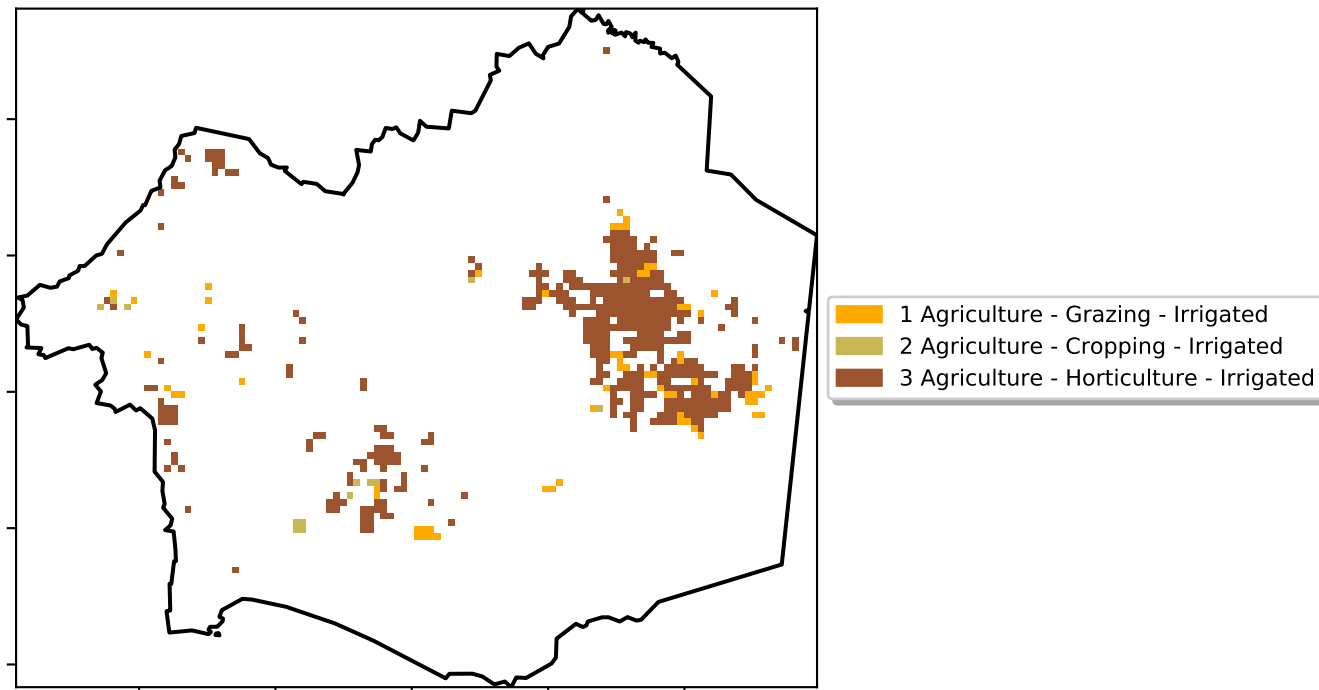 1 Agriculture - Grazing - Irrigated
2 Agriculture - Cropping - Irrigated
3 Agriculture - Horticulture - Irrigated